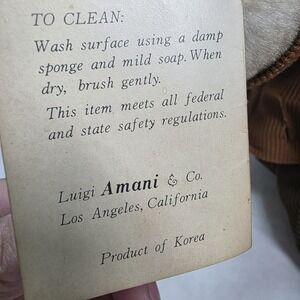 TO CLEAN:
Wash surface using a damp
sponge and mild soap. When
dry, brush gently.
This item meets all federal
and state safety regulations.
Luigi Amani & Co.
Los Angeles, California
Product of Korea